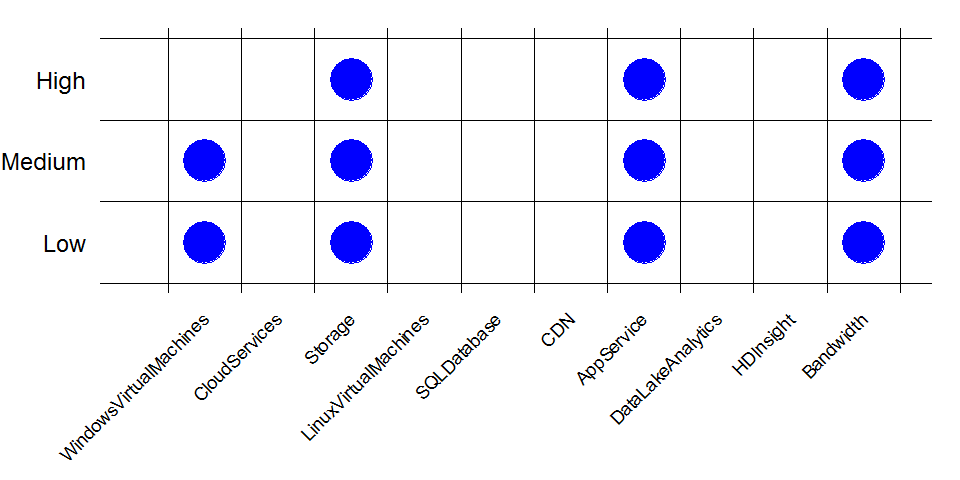 High
Medium
Low
WindowsVirtualMachines
CloudServices
Storage
LinuxVirtualMachines
SQLDatabase
CDN
AppService
DataLakeAnalytics
HDInsight
Bandwidth